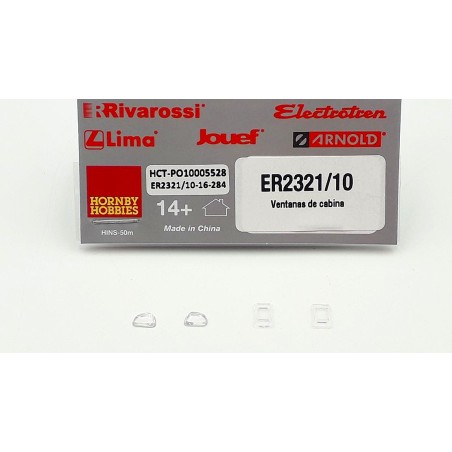 Rivarossi
Electrotren
Lima
Jouef
ARNOLD
HORNBY
HOBBIES
HINS-50m
HCT-PO10005528
ER2321/10-16-284
14+
Made in China
ER2321/10
Ventanas de cabina